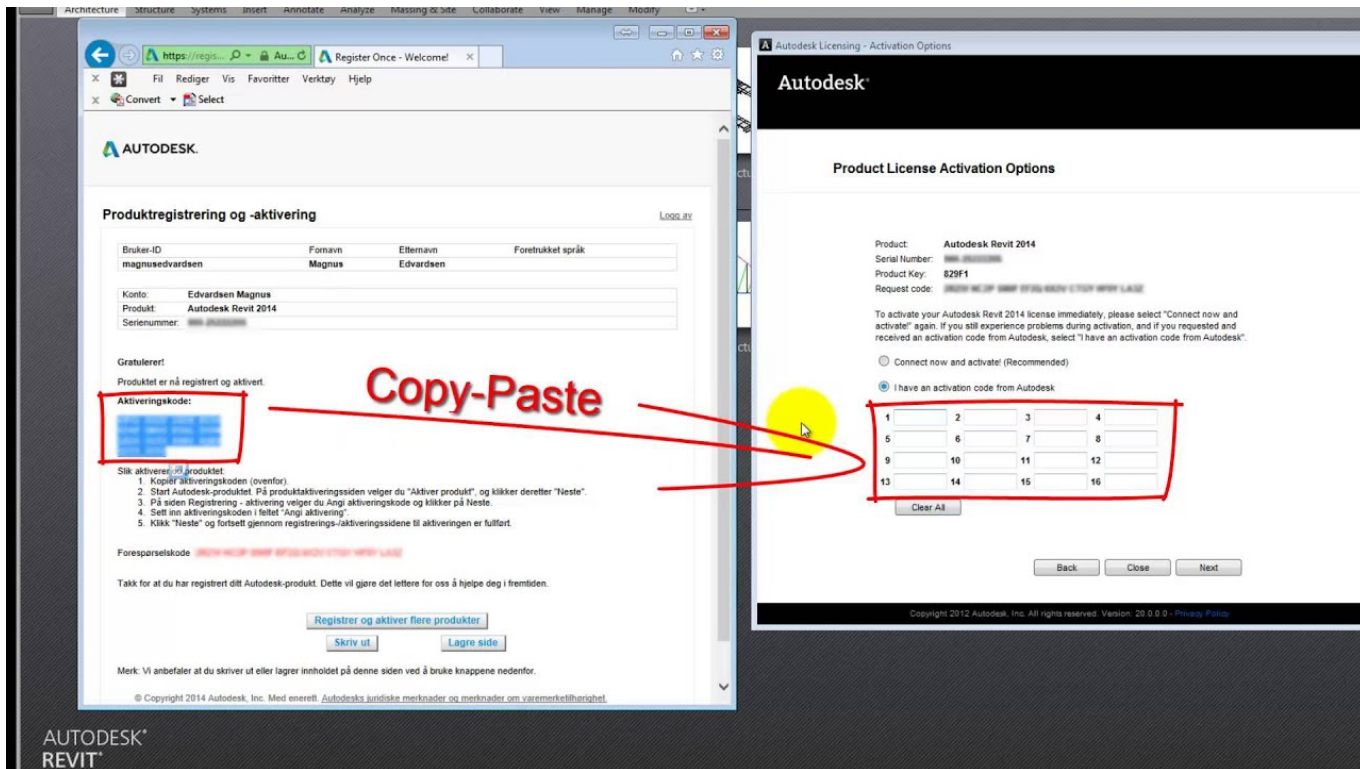 Architecture Structure Systems Insert Annotate Analyze Massing & Site Collaborate View Manage Modify
https://regis... Au... Register Once - Welcome!
Fil Rediger Vis Favoritter Verktøy Hjelp
Convert Select
AUTODESK.
Produktregistrering og -aktivering
Logg av
Bruker-ID Fornavn Etternavn Foretrukket språk
magnusedvardsen Magnus Edvardsen
Konto: Edvardsen Magnus
Produkt: Autodesk Revit 2014
Serienummer:
Gratulerer!
Produktet er nå registrert og aktivert.
Aktiveringskode:
Slik aktiverer produktet:
1. Kopier aktiveringskoden (ovenfor).
2. Start Autodesk-produktet. På produktaktiveringssiden velger du "Aktiver produkt", og klikker deretter "Neste".
3. På siden Registrering - aktivering velger du Angi aktiveringskode og klikker på Neste.
4. Sett inn aktiveringskoden i feltet "Angi aktivering".
5. Klikk "Neste" og fortsett gjennom registrerings-/aktiveringssidene til aktiveringen er fullført.
Forespørselskode
Takk for at du har registrert ditt Autodesk-produkt. Dette vil gjøre det lettere for oss å hjelpe deg i fremtiden.
Registrer og aktiver flere produkter
Skriv ut Lagre side
Merk: Vi anbefaler at du skriver ut eller lagrer innholdet på denne siden ved å bruke knappene nedenfor.
© Copyright 2014 Autodesk, Inc. Med enerett. Autodesks juridiske merknader og merknader om varemerketilhørighet.
Copy-Paste
Autodesk Licensing - Activation Options
Autodesk
Product License Activation Options
Product: Autodesk Revit 2014
Serial Number:
Product Key: 829F1
Request code:
To activate your Autodesk Revit 2014 license immediately, please select "Connect now and
activate!" again. If you still experience problems during activation, and if you requested and
received an activation code from Autodesk, select "I have an activation code from Autodesk".
Connect now and activate! (Recommended)
I have an activation code from Autodesk
1 2 3 4
5 6 7 8
9 10 11 12
13 14 15 16
Clear All
Back Close Next
Copyright 2012 Autodesk, Inc. All rights reserved. Version: 20.0.0.0 - Privacy Policy
AUTODESK®
REVIT®